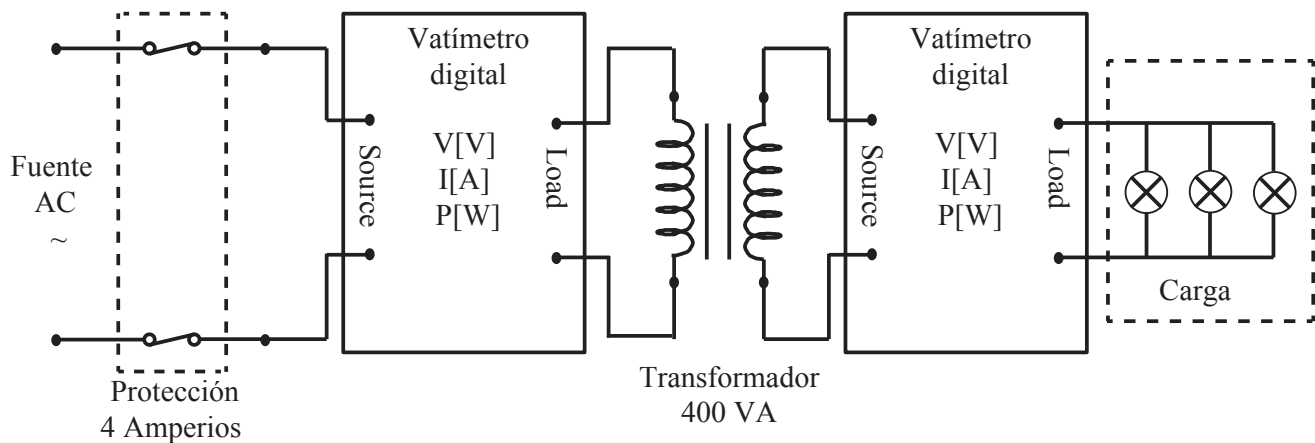 Fuente
AC
~
Protección
4 Amperios
Vatímetro
digital
Source
V[V]
I[A]
P[W]
Load
Transformador
400 VA
Vatímetro
digital
Source
V[V]
I[A]
P[W]
Load
Carga